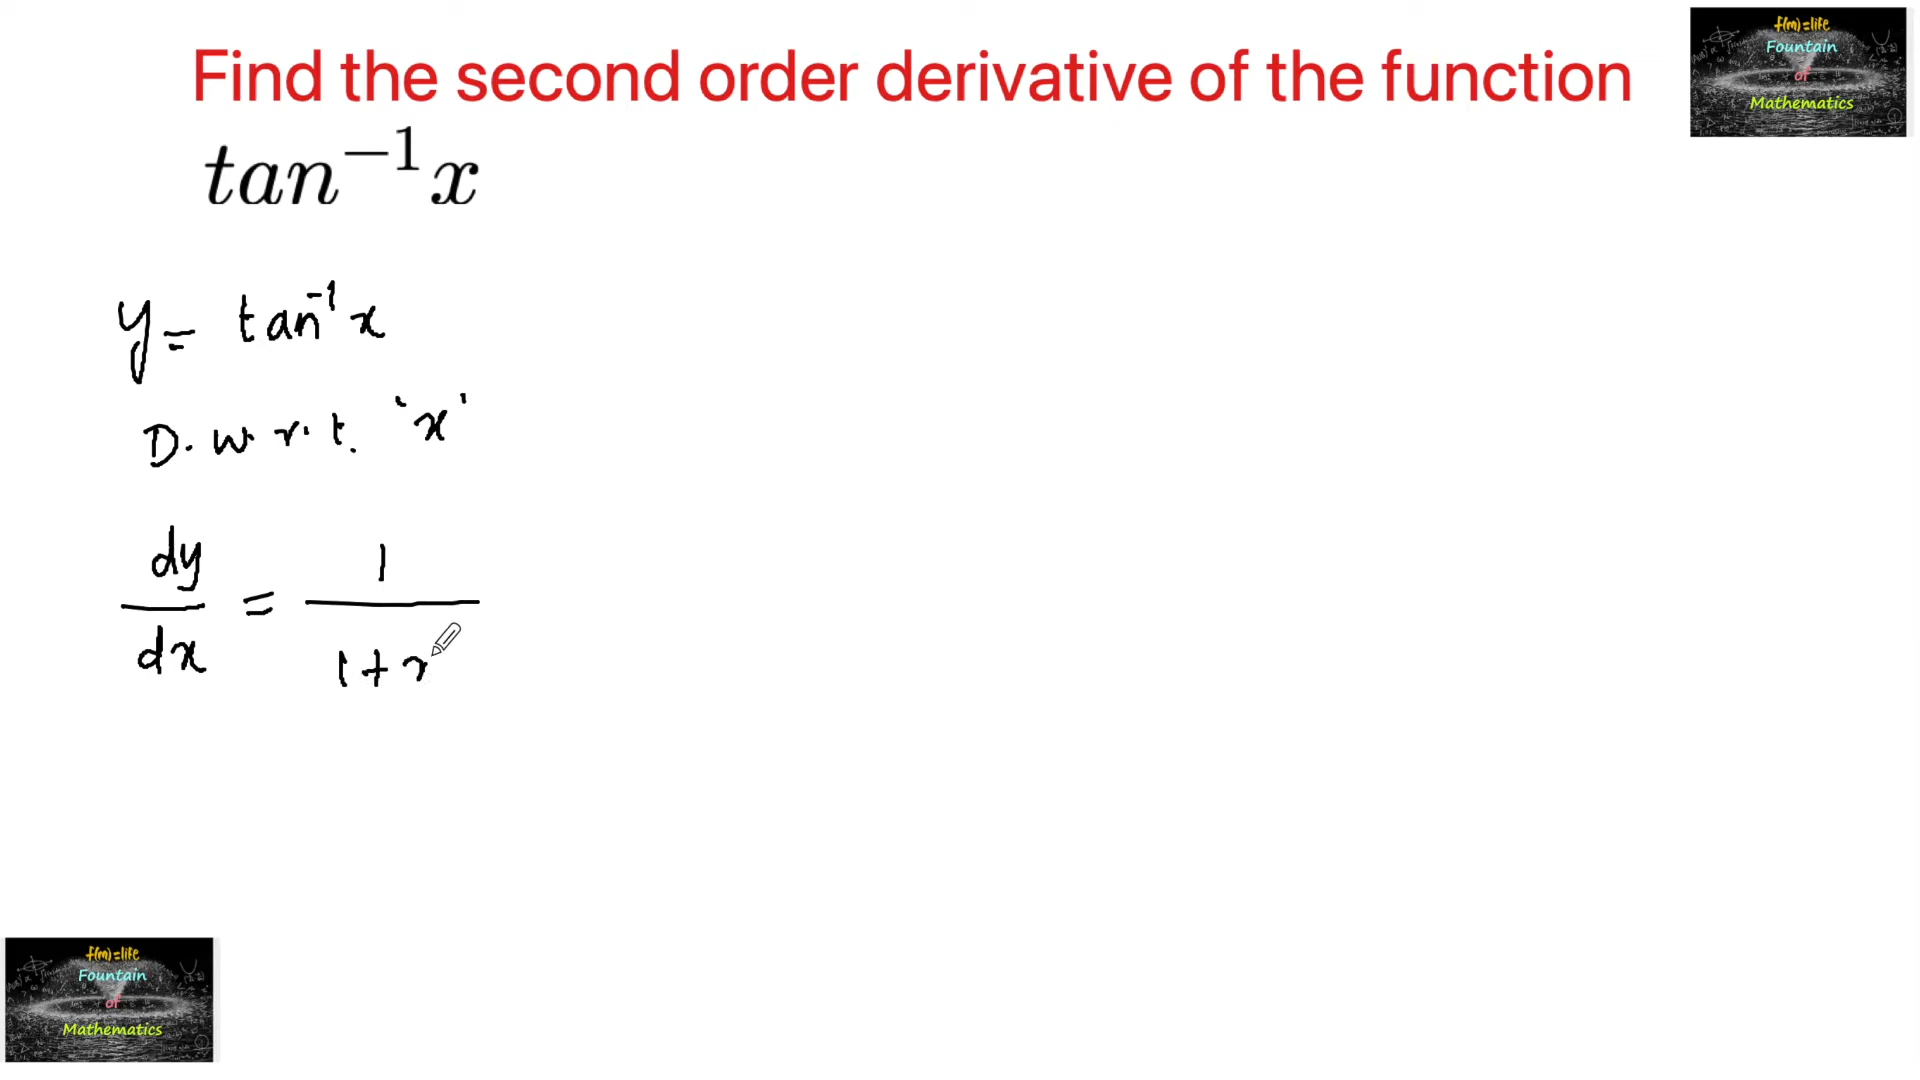 Find the second order derivative of the function
tan⁻¹x
y = tan⁻¹ x
D. w. r. t. 'x'
dy
dx
=
1
1 + x
f(m)=life
Fountain
of
Mathematics
f(m)=life
Fountain
of
Mathematics